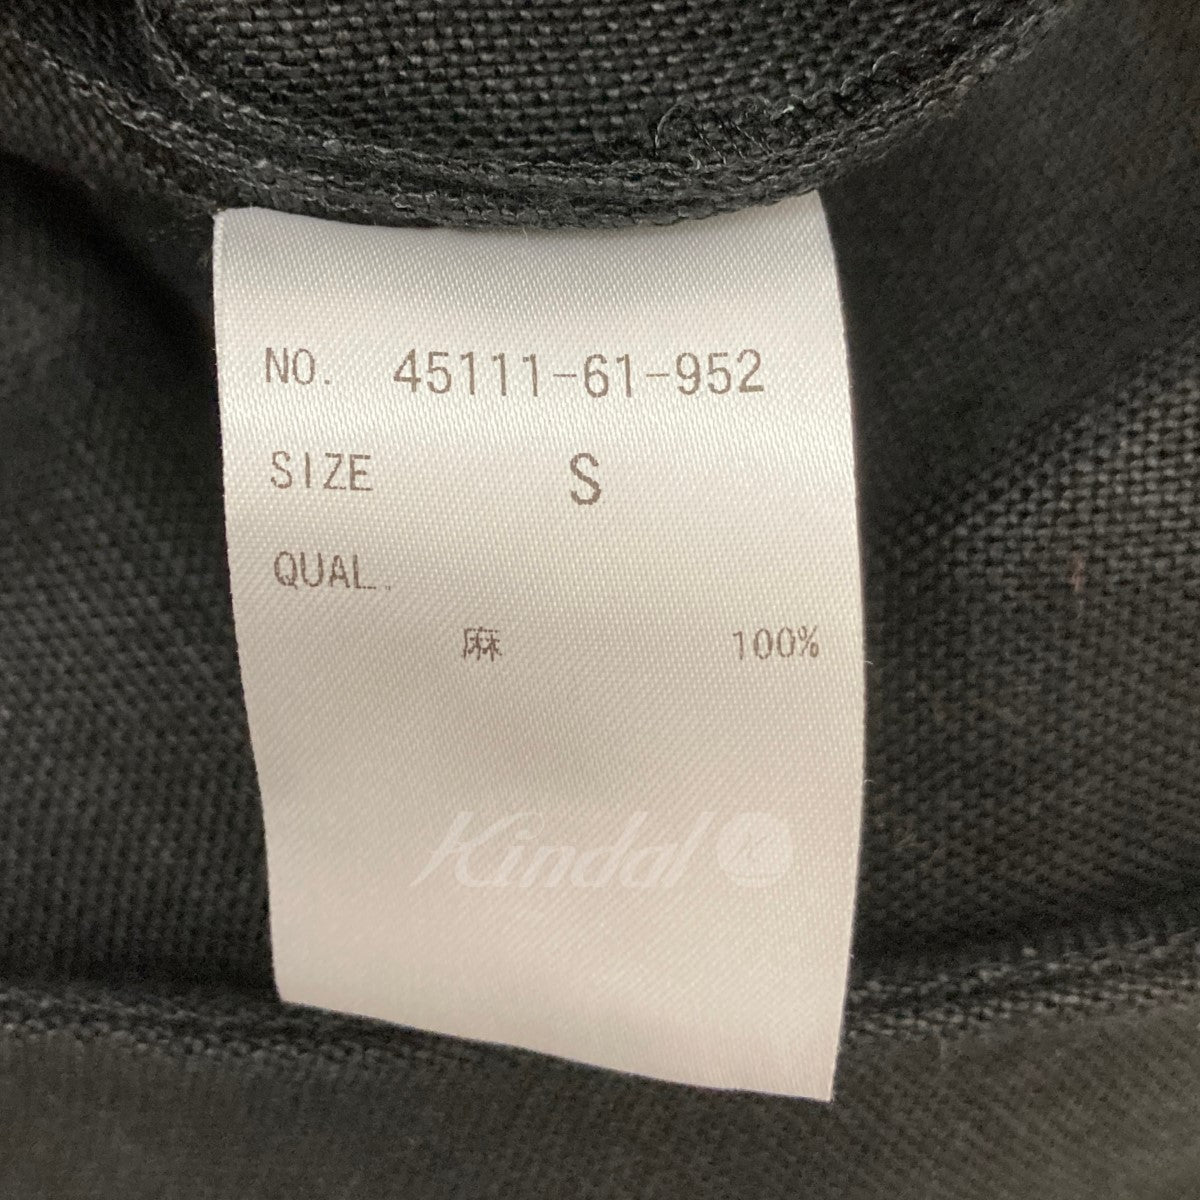 NO. 45111-61-952
SIZE S
QUAL.
麻 100%
Kindal